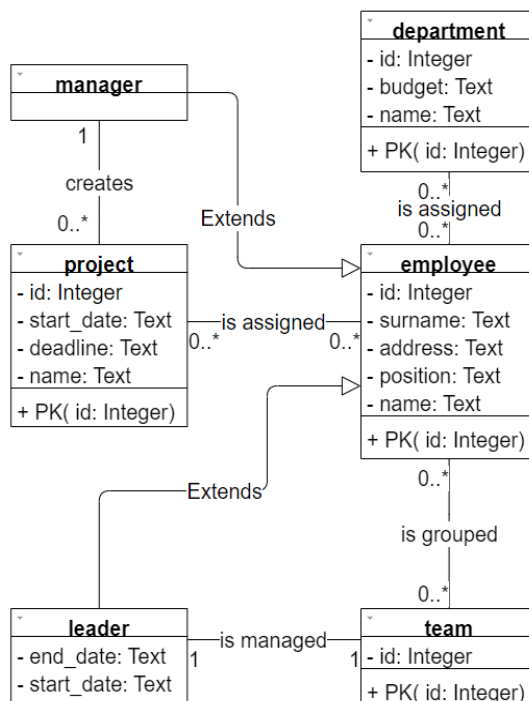 department
- id: Integer
- budget: Text
- name: Text
+ PK( id: Integer)
manager
1
creates
0..*
Extends
0..*
is assigned
0..*
project
- id: Integer
- start_date: Text
- deadline: Text
- name: Text
+ PK( id: Integer)
is assigned
0..*
0..*
employee
- id: Integer
- surname: Text
- address: Text
- position: Text
- name: Text
+ PK( id: Integer)
Extends
0..*
is grouped
0..*
leader
- end_date: Text
- start_date: Text
is managed
1
1
team
- id: Integer
+ PK( id: Integer)